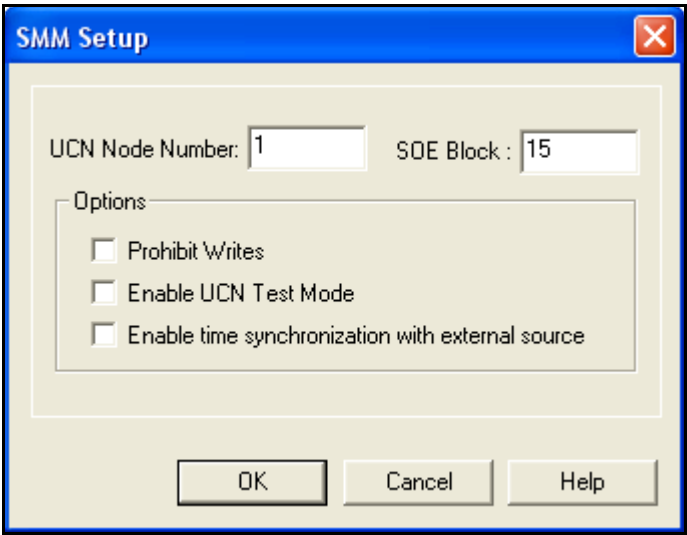 SMM Setup
UCN Node Number: 1 SOE Block : 15
Options
Prohibit Writes
Enable UCN Test Mode
Enable time synchronization with external source
OK Cancel Help